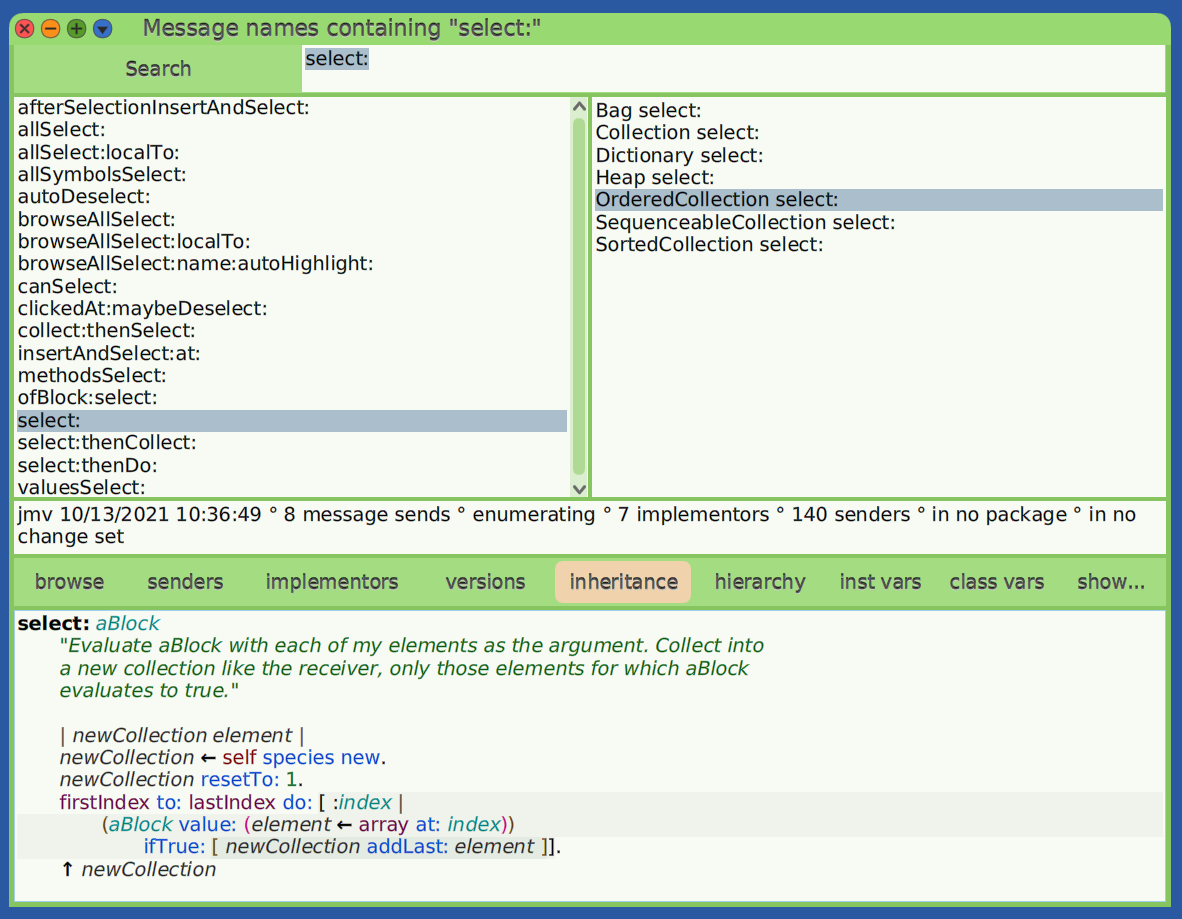 Message names containing "select:"
Search
select:
afterSelectionInsertAndSelect:
allSelect:
allSelect:localTo:
allSymbolsSelect:
autoDeselect:
browseAllSelect:
browseAllSelect:localTo:
browseAllSelect:name:autoHighlight:
canSelect:
clickedAt:maybeDeselect:
collect:thenSelect:
insertAndSelect:at:
methodsSelect:
ofBlock:select:
select:
select:thenCollect:
select:thenDo:
valuesSelect:
Bag select:
Collection select:
Dictionary select:
Heap select:
OrderedCollection select:
SequenceableCollection select:
SortedCollection select:
jmv 10/13/2021 10:36:49 ° 8 message sends ° enumerating ° 7 implementors ° 140 senders ° in no package ° in no
change set
browse senders implementors versions inheritance hierarchy inst vars class vars show...
select: aBlock
"Evaluate aBlock with each of my elements as the argument. Collect into
a new collection like the receiver, only those elements for which aBlock
evaluates to true."
| newCollection element |
newCollection ← self species new.
newCollection resetTo: 1.
firstIndex to: lastIndex do: [ :index |
(aBlock value: (element ← array at: index))
ifTrue: [ newCollection addLast: element ]].
↑ newCollection